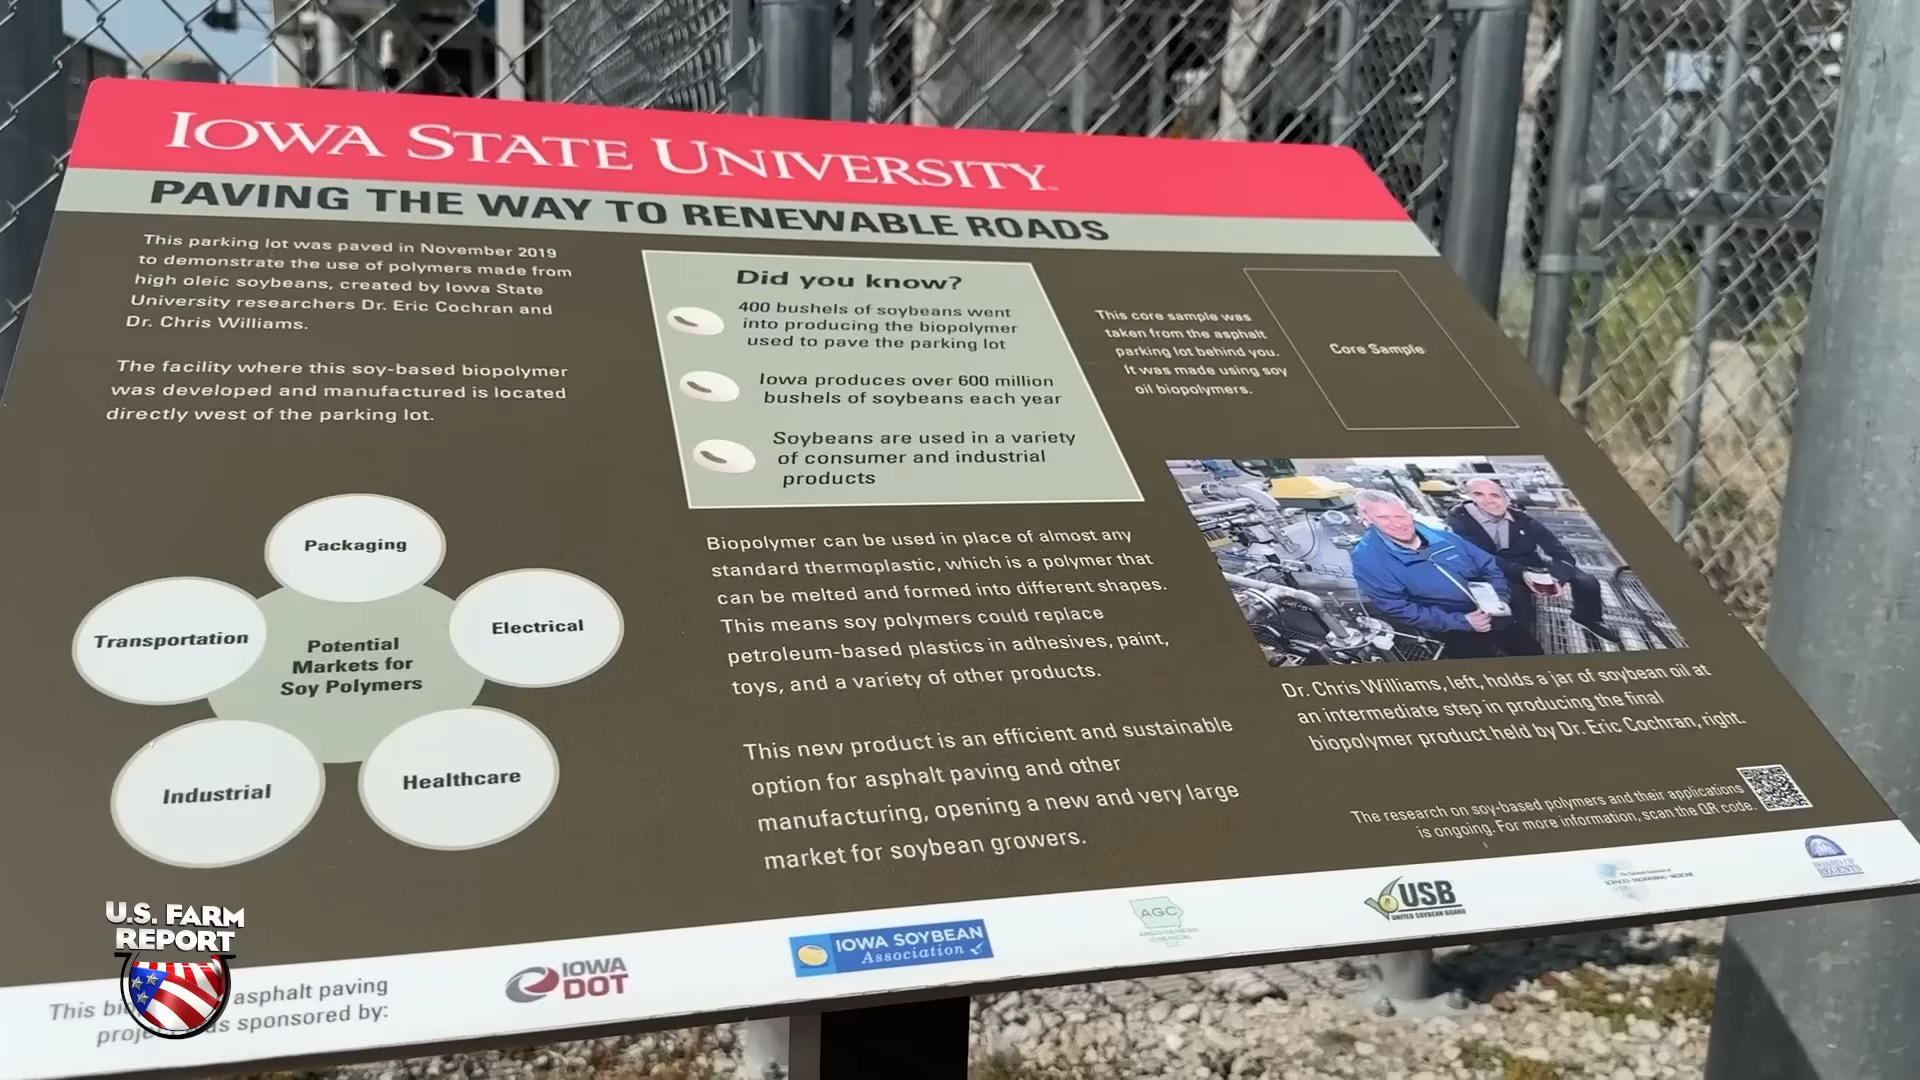 IOWA STATE UNIVERSITY
PAVING THE WAY TO RENEWABLE ROADS
This parking lot was paved in November 2019
to demonstrate the use of polymers made from
high oleic soybeans, created by Iowa State
University researchers Dr. Eric Cochran and
Dr. Chris Williams.
The facility where this soy-based biopolymer
was developed and manufactured is located
directly west of the parking lot.
Packaging
Transportation
Electrical
Potential
Markets for
Soy Polymers
Industrial
Healthcare
Did you know?
400 bushels of soybeans went
into producing the biopolymer
used to pave the parking lot
Iowa produces over 600 million
bushels of soybeans each year
Soybeans are used in a variety
of consumer and industrial
products
Biopolymer can be used in place of almost any
standard thermoplastic, which is a polymer that
can be melted and formed into different shapes.
This means soy polymers could replace
petroleum-based plastics in adhesives, paint,
toys, and a variety of other products.
This new product is an efficient and sustainable
option for asphalt paving and other
manufacturing, opening a new and very large
market for soybean growers.
This core sample was
taken from the asphalt
parking lot behind you.
It was made using soy
oil biopolymers.
Core Sample
Dr. Chris Williams, left, holds a jar of soybean oil at
an intermediate step in producing the final
biopolymer product held by Dr. Eric Cochran, right.
The research on soy-based polymers and their applications
is ongoing. For more information, scan the QR code.
This asphalt paving
sponsored by:
IOWA
DOT
IOWA SOYBEAN
Association
AGC
USB
UNITED SOYBEAN BOARD
BOARD OF
REGENTS
U.S. FARM
REPORT